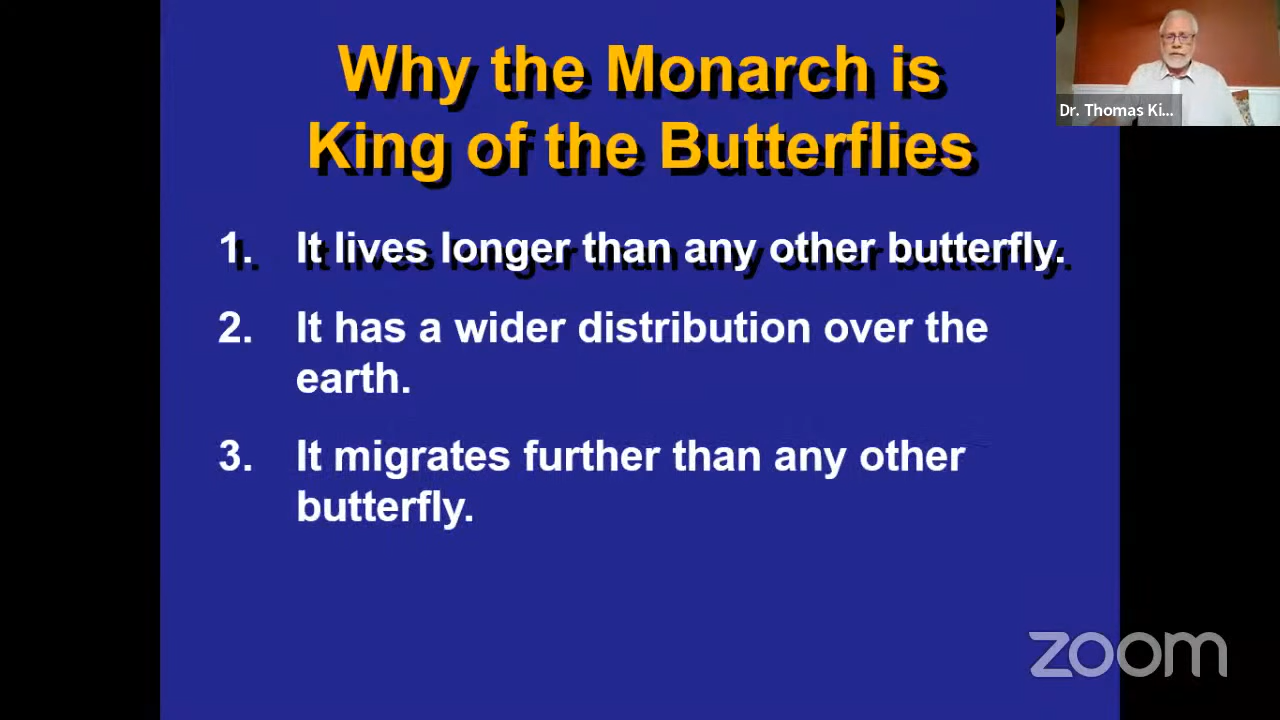 Why the Monarch is
King of the Butterflies
Dr. Thomas Ki...
1. It lives longer than any other butterfly.
2. It has a wider distribution over the
earth.
3. It migrates further than any other
butterfly.
zoom